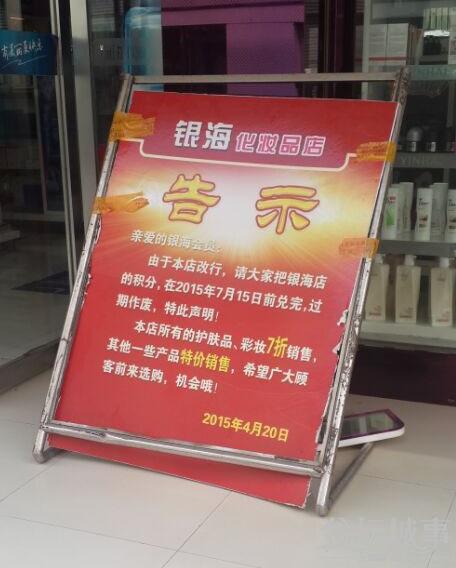 银海 化妆品店
告示
亲爱的银海会员:
由于本店改行，请大家把银海店
的积分,在2015年7月15日前兑完,过
期作废，特此声明！
本店所有的护肤品、彩妆7折销售，
其他一些产品特价销售，希望广大顾
客前来选购，机会哦！
2015年4月20日
YINHAI